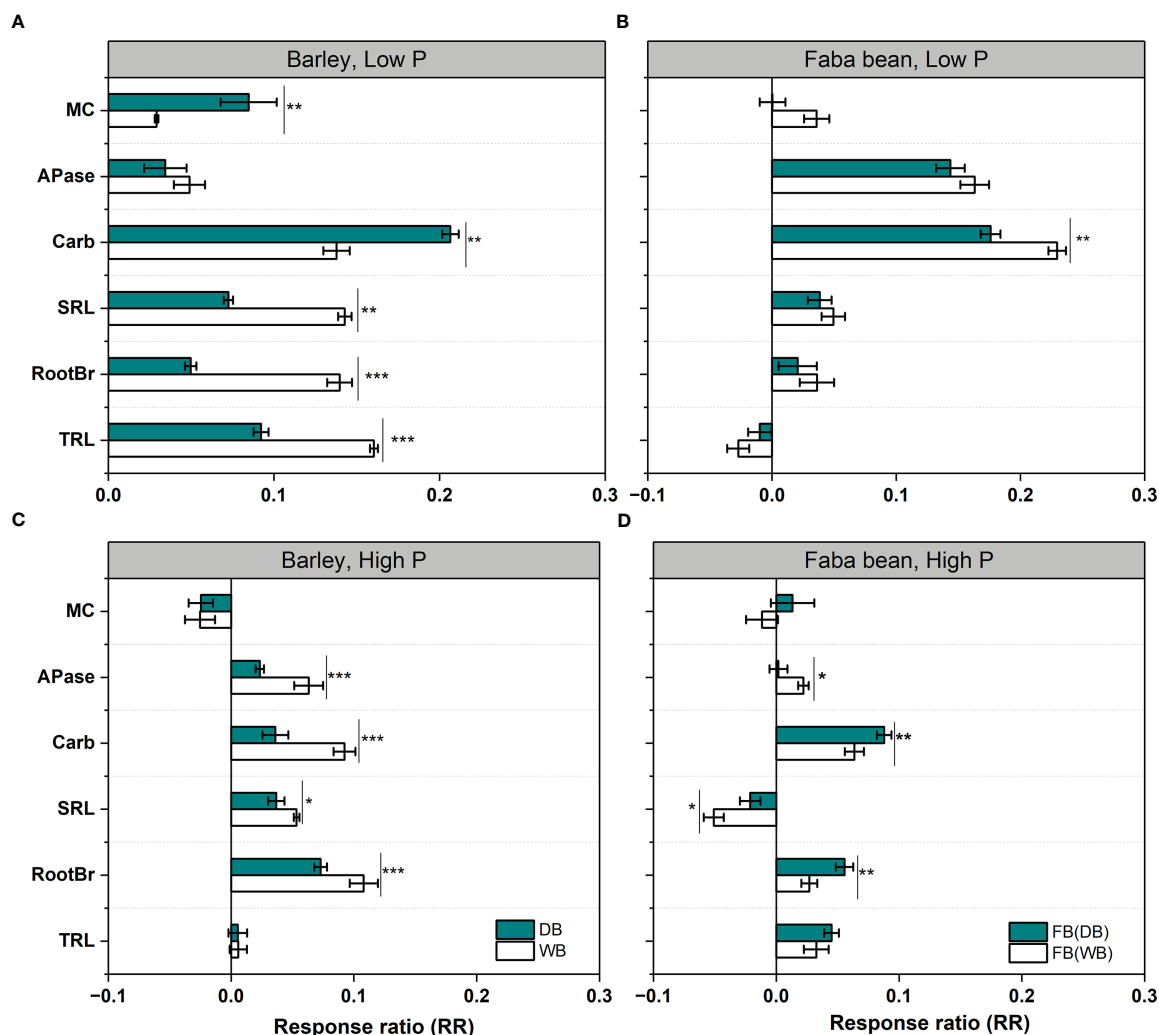 A
Barley, Low P
MC
**
APase
Carb
**
SRL
**
RootBr
***
TRL
***
0.0 0.1 0.2 0.3
B
Faba bean, Low P
**
−0.1 0.0 0.1 0.2 0.3
C
Barley, High P
MC
APase
***
Carb
***
SRL
*
RootBr
***
TRL
DB
WB
−0.1 0.0 0.1 0.2 0.3
Response ratio (RR)
D
Faba bean, High P
*
**
*
**
FB(DB)
FB(WB)
−0.1 0.0 0.1 0.2 0.3
Response ratio (RR)